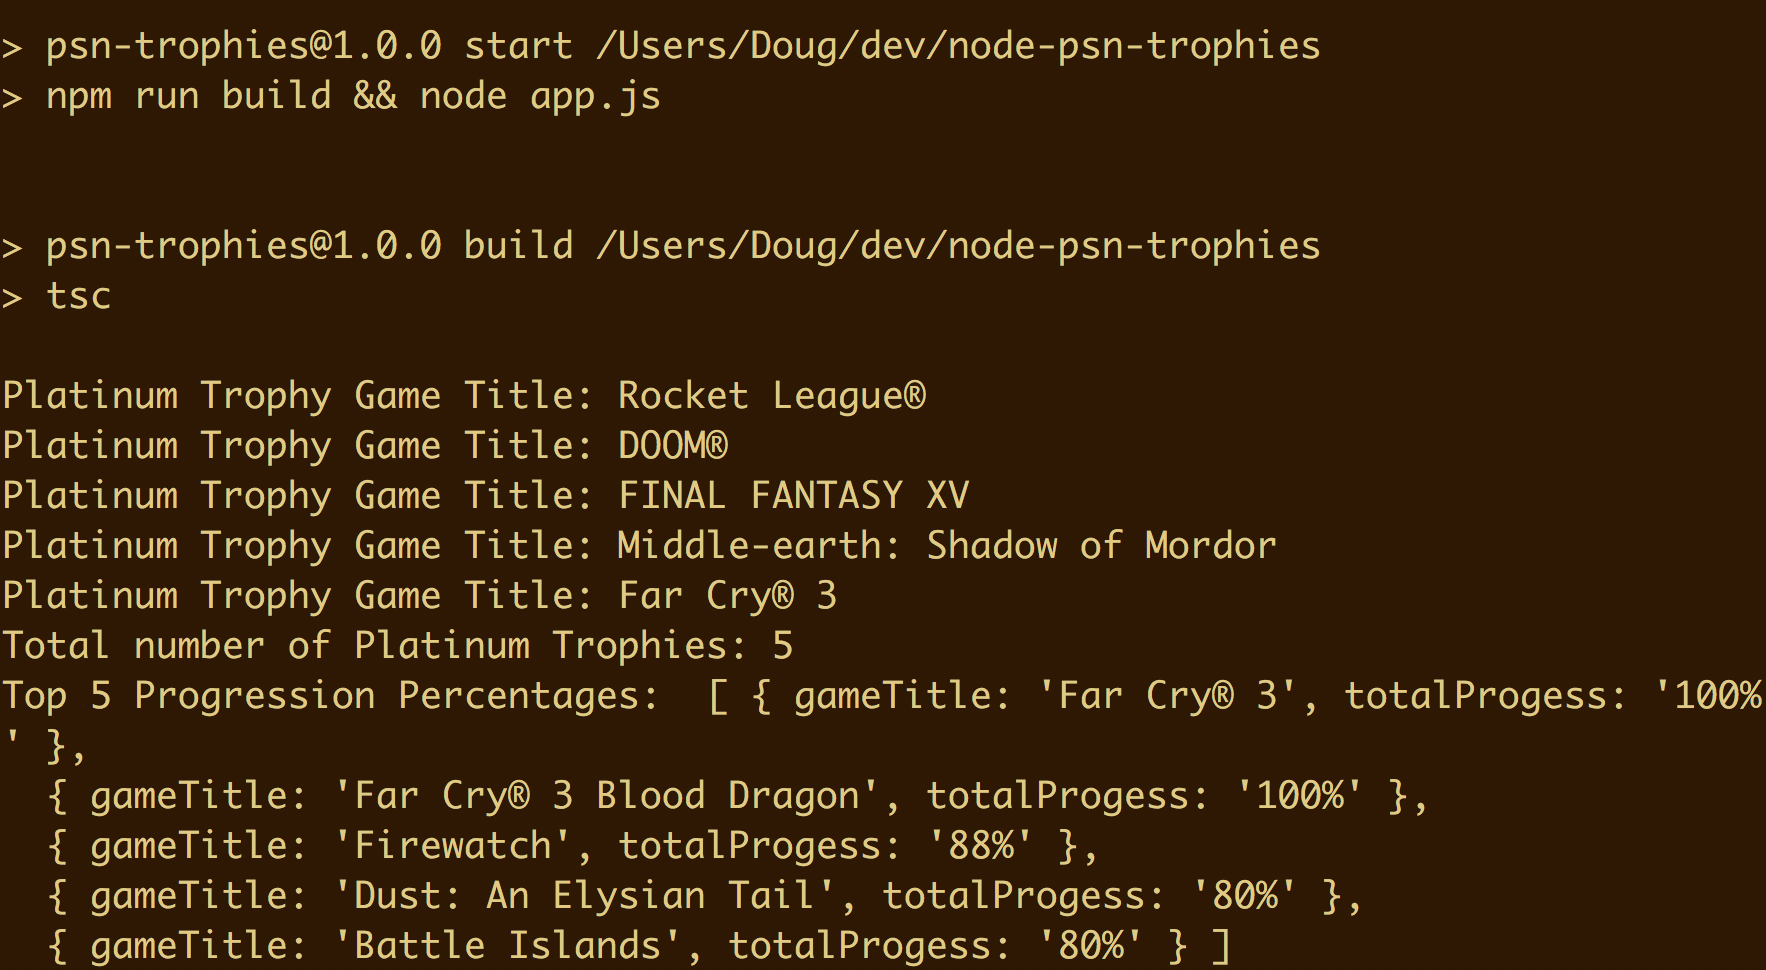 > psn-trophies@1.0.0 start /Users/Doug/dev/node-psn-trophies
> npm run build && node app.js
> psn-trophies@1.0.0 build /Users/Doug/dev/node-psn-trophies
> tsc
Platinum Trophy Game Title: Rocket League®
Platinum Trophy Game Title: DOOM®
Platinum Trophy Game Title: FINAL FANTASY XV
Platinum Trophy Game Title: Middle-earth: Shadow of Mordor
Platinum Trophy Game Title: Far Cry® 3
Total number of Platinum Trophies: 5
Top 5 Progression Percentages:  [ { gameTitle: 'Far Cry® 3', totalProgess: '100%
' },
  { gameTitle: 'Far Cry® 3 Blood Dragon', totalProgess: '100%' },
  { gameTitle: 'Firewatch', totalProgess: '88%' },
  { gameTitle: 'Dust: An Elysian Tail', totalProgess: '80%' },
  { gameTitle: 'Battle Islands', totalProgess: '80%' } ]